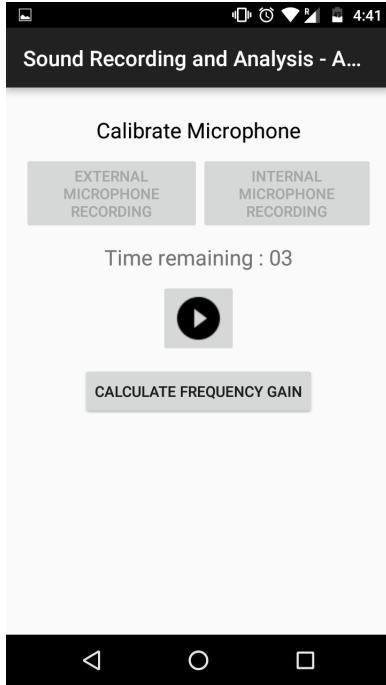 R
4:41
Sound Recording and Analysis - A...
Calibrate Microphone
EXTERNAL
MICROPHONE
RECORDING
INTERNAL
MICROPHONE
RECORDING
Time remaining : 03
CALCULATE FREQUENCY GAIN